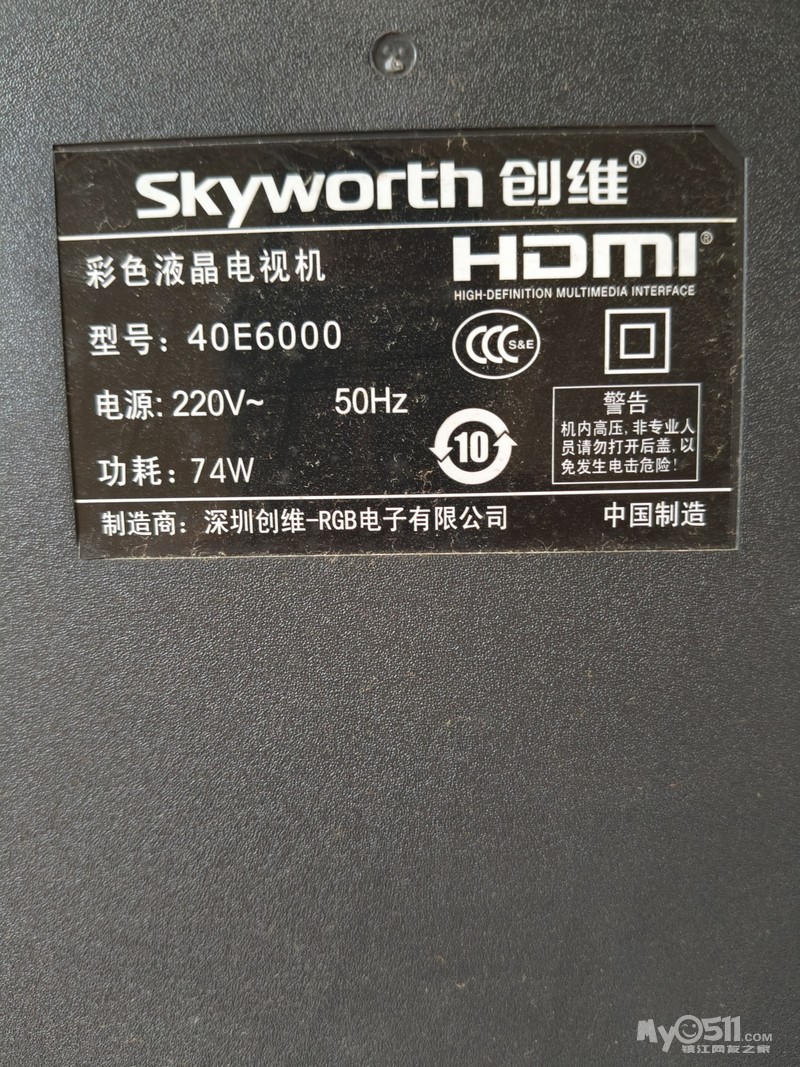 Skyworth 创维®
彩色液晶电视机
HDMI®
HIGH-DEFINITION MULTIMEDIA INTERFACE
型号：40E6000
CCC S&E
电源：220V~ 50Hz
10
警告
机内高压，非专业人
员请勿打开后盖，以
免发生电击危险！
功耗：74W
制造商：深圳创维-RGB电子有限公司 中国制造
My0511.COM
镇江网友之家